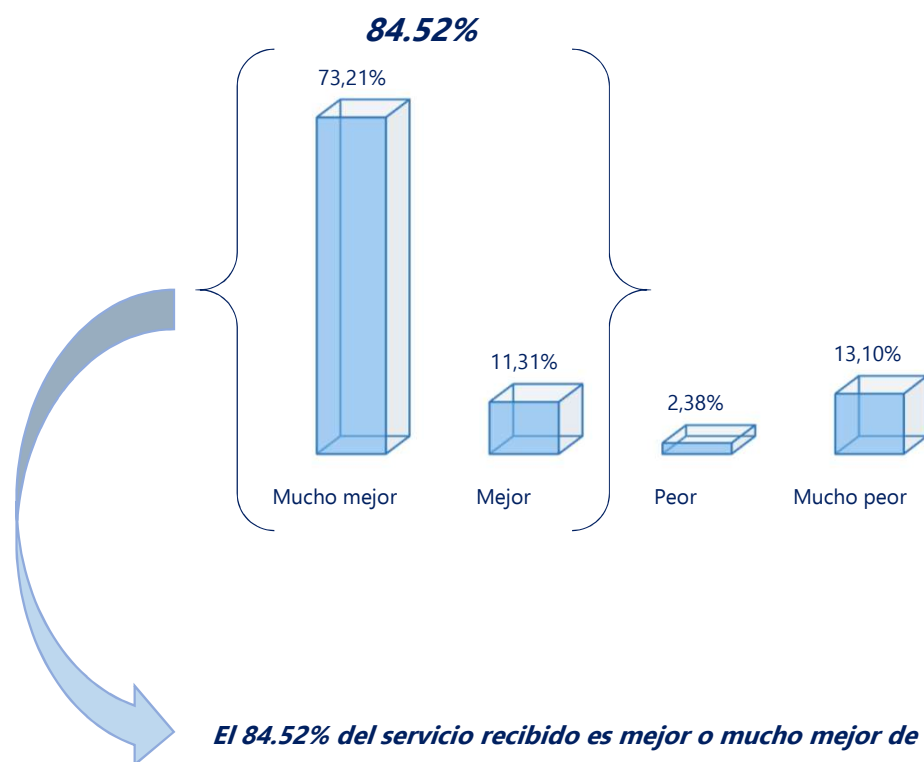 84.52%
73,21%
11,31%
2,38%
13,10%
Mucho mejor
Mejor
Peor
Mucho peor
El 84.52% del servicio recibido es mejor o mucho mejor de